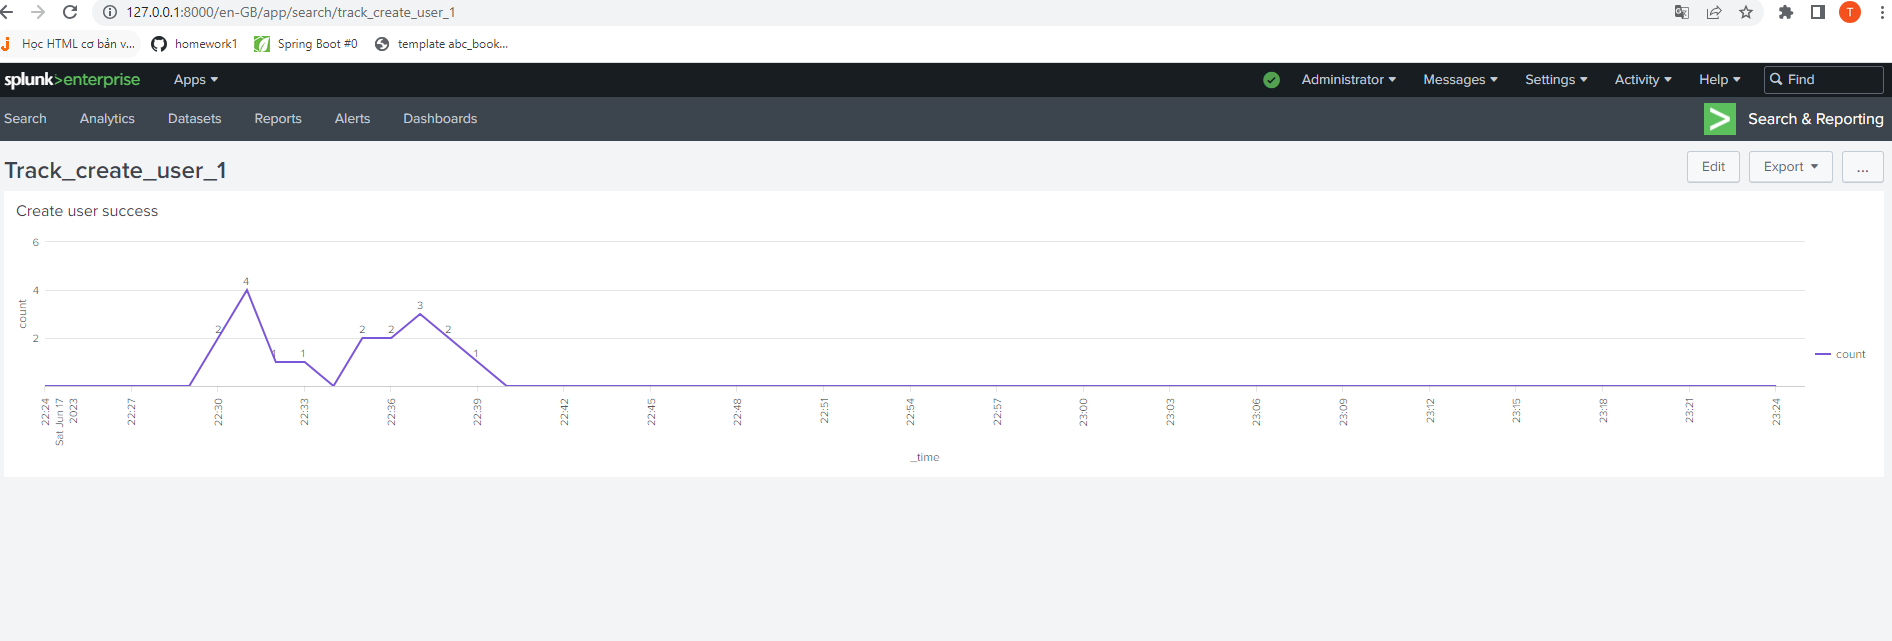 127.0.0.1:8000/en-GB/app/search/track_create_user_1
Học HTML cơ bản v... homework1 Spring Boot #0 template abc_book...
splunk>enterprise Apps Administrator Messages Settings Activity Help Find
Search Analytics Datasets Reports Alerts Dashboards Search & Reporting
Track_create_user_1 Edit Export ...
Create user success
6
4
2
count
2
4
1
1
2
2
3
2
1
count
22:24 22:27 22:30 22:33 22:36 22:39 22:42 22:45 22:48 22:51 22:54 22:57 23:00 23:03 23:06 23:09 23:12 23:15 23:18 23:21 23:24
Sat Jun 17
2023
_time
T